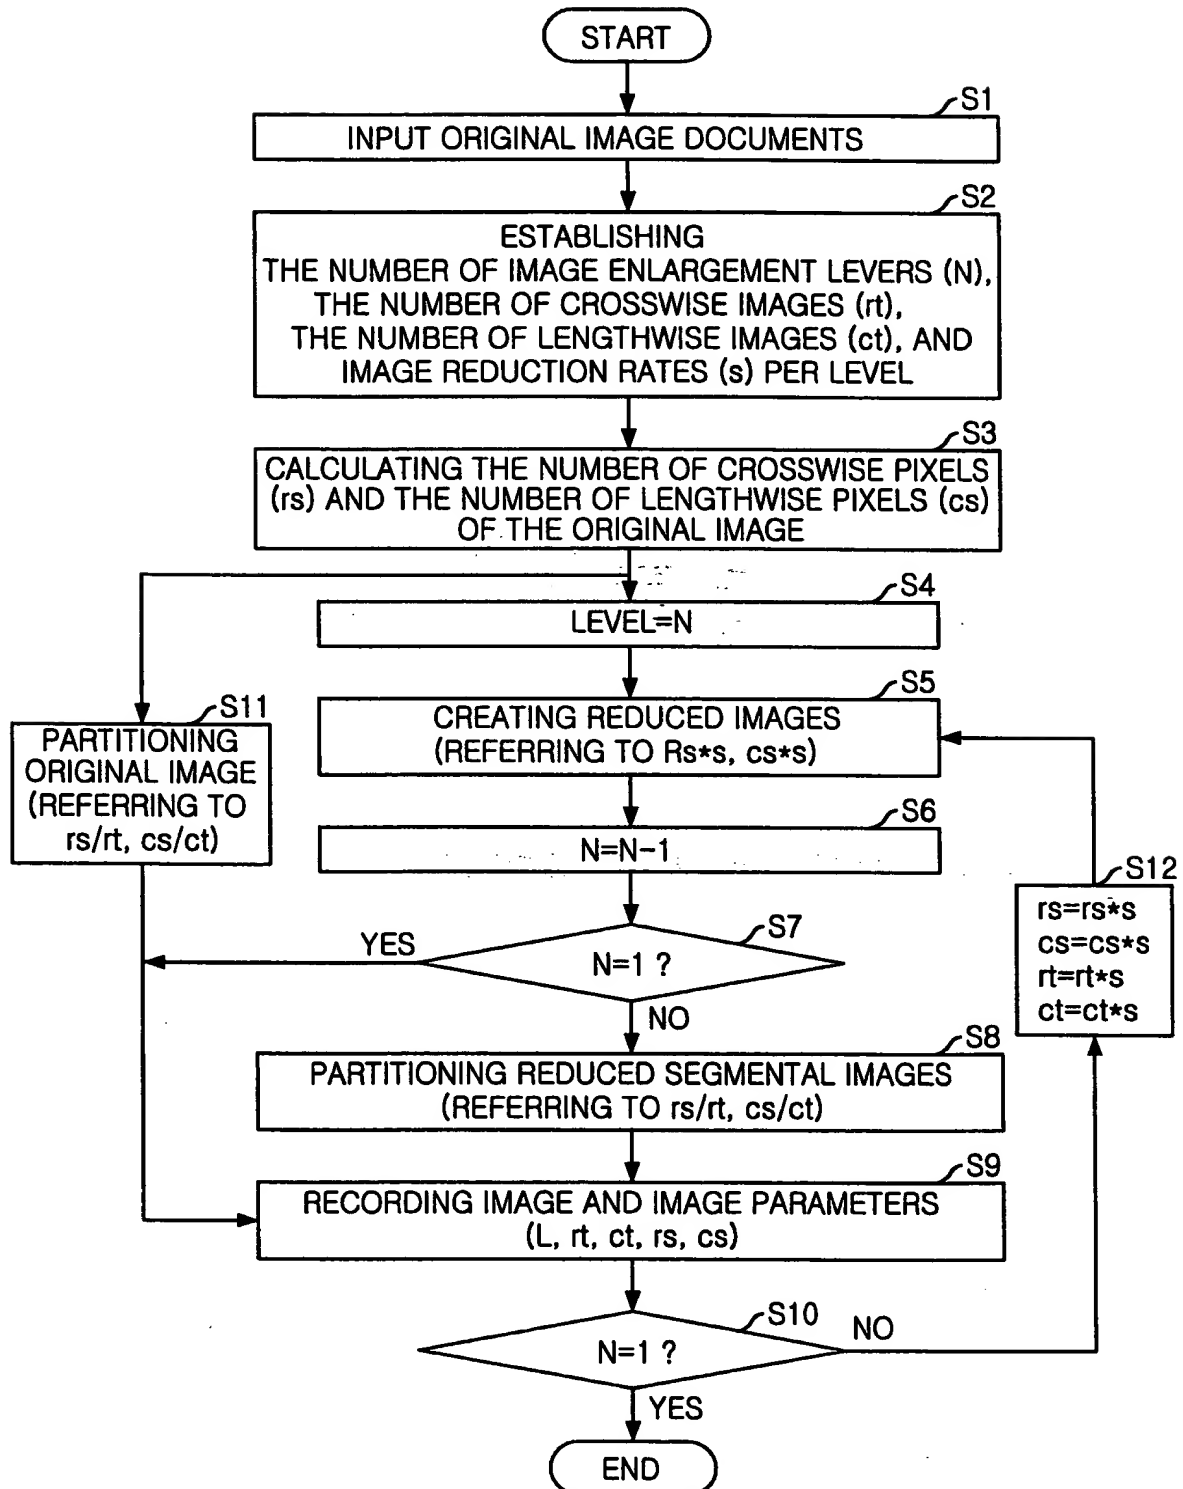 START
S1
INPUT ORIGINAL IMAGE DOCUMENTS
S2
ESTABLISHING
THE NUMBER OF IMAGE ENLARGEMENT LEVERS (N),
THE NUMBER OF CROSSWISE IMAGES (rt),
THE NUMBER OF LENGTHWISE IMAGES (ct), AND
IMAGE REDUCTION RATES (s) PER LEVEL
S3
CALCULATING THE NUMBER OF CROSSWISE PIXELS
(rs) AND THE NUMBER OF LENGTHWISE PIXELS (cs)
OF THE ORIGINAL IMAGE
S4
LEVEL=N
S5
CREATING REDUCED IMAGES
(REFERRING TO Rs*s, cs*s)
S11
PARTITIONING
ORIGINAL IMAGE
(REFERRING TO
rs/rt, cs/ct)
S6
N=N-1
S12
rs=rs*s
cs=cs*s
rt=rt*s
ct=ct*s
S7
YES
N=1 ?
NO
S8
PARTITIONING REDUCED SEGMENTAL IMAGES
(REFERRING TO rs/rt, cs/ct)
S9
RECORDING IMAGE AND IMAGE PARAMETERS
(L, rt, ct, rs, cs)
S10
NO
N=1 ?
YES
END